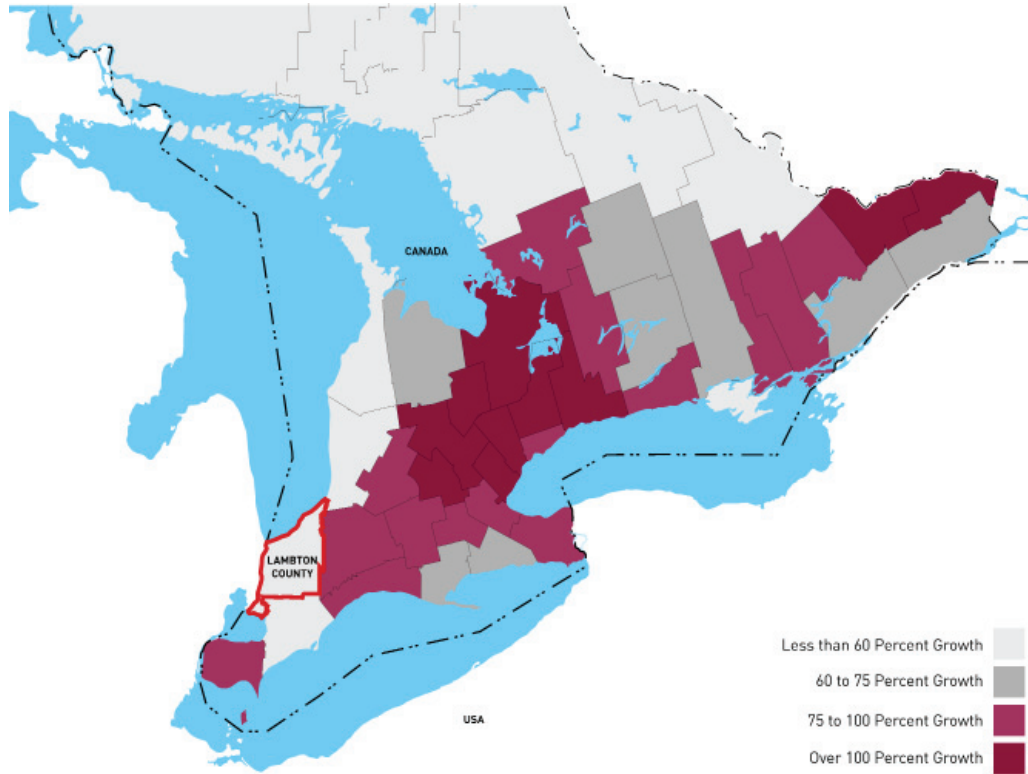 CANADA
LAMBTON
COUNTY
USA
Less than 60 Percent Growth
60 to 75 Percent Growth
75 to 100 Percent Growth
Over 100 Percent Growth